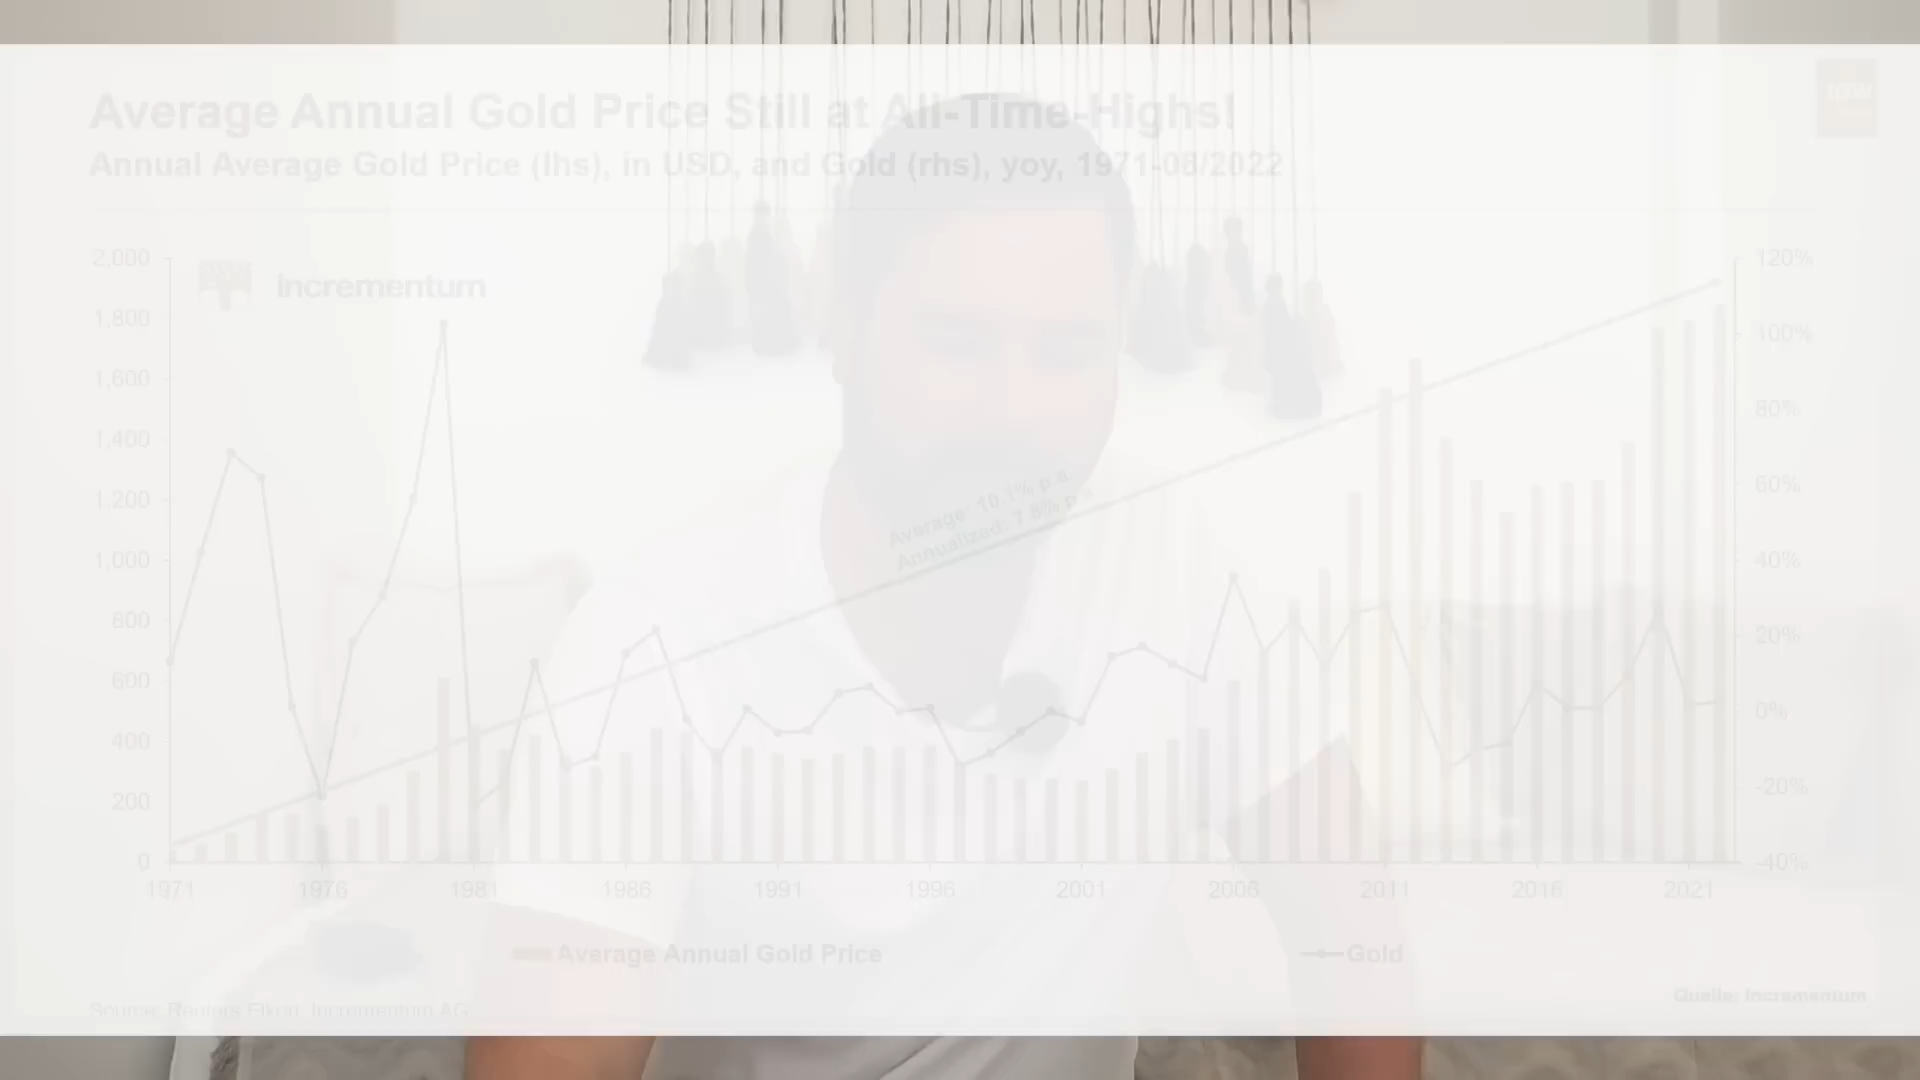 Average Annual Gold Price Still at All-Time-Highs!
Annual Average Gold Price (lhs), in USD, and Gold (rhs), yoy, 1971-08/2022
Incrementum
2,000
1,800
1,600
1,400
1,200
1,000
800
600
400
200
0
120%
100%
80%
60%
40%
20%
0%
-20%
-40%
Average: 10.1% p.a.
Annualized: 7.8% p.a.
1971 1976 1981 1986 1991 1996 2001 2006 2011 2016 2021
Average Annual Gold Price Gold
Source: Reuters Eikon, Incrementum AG
Quelle: Incrementum